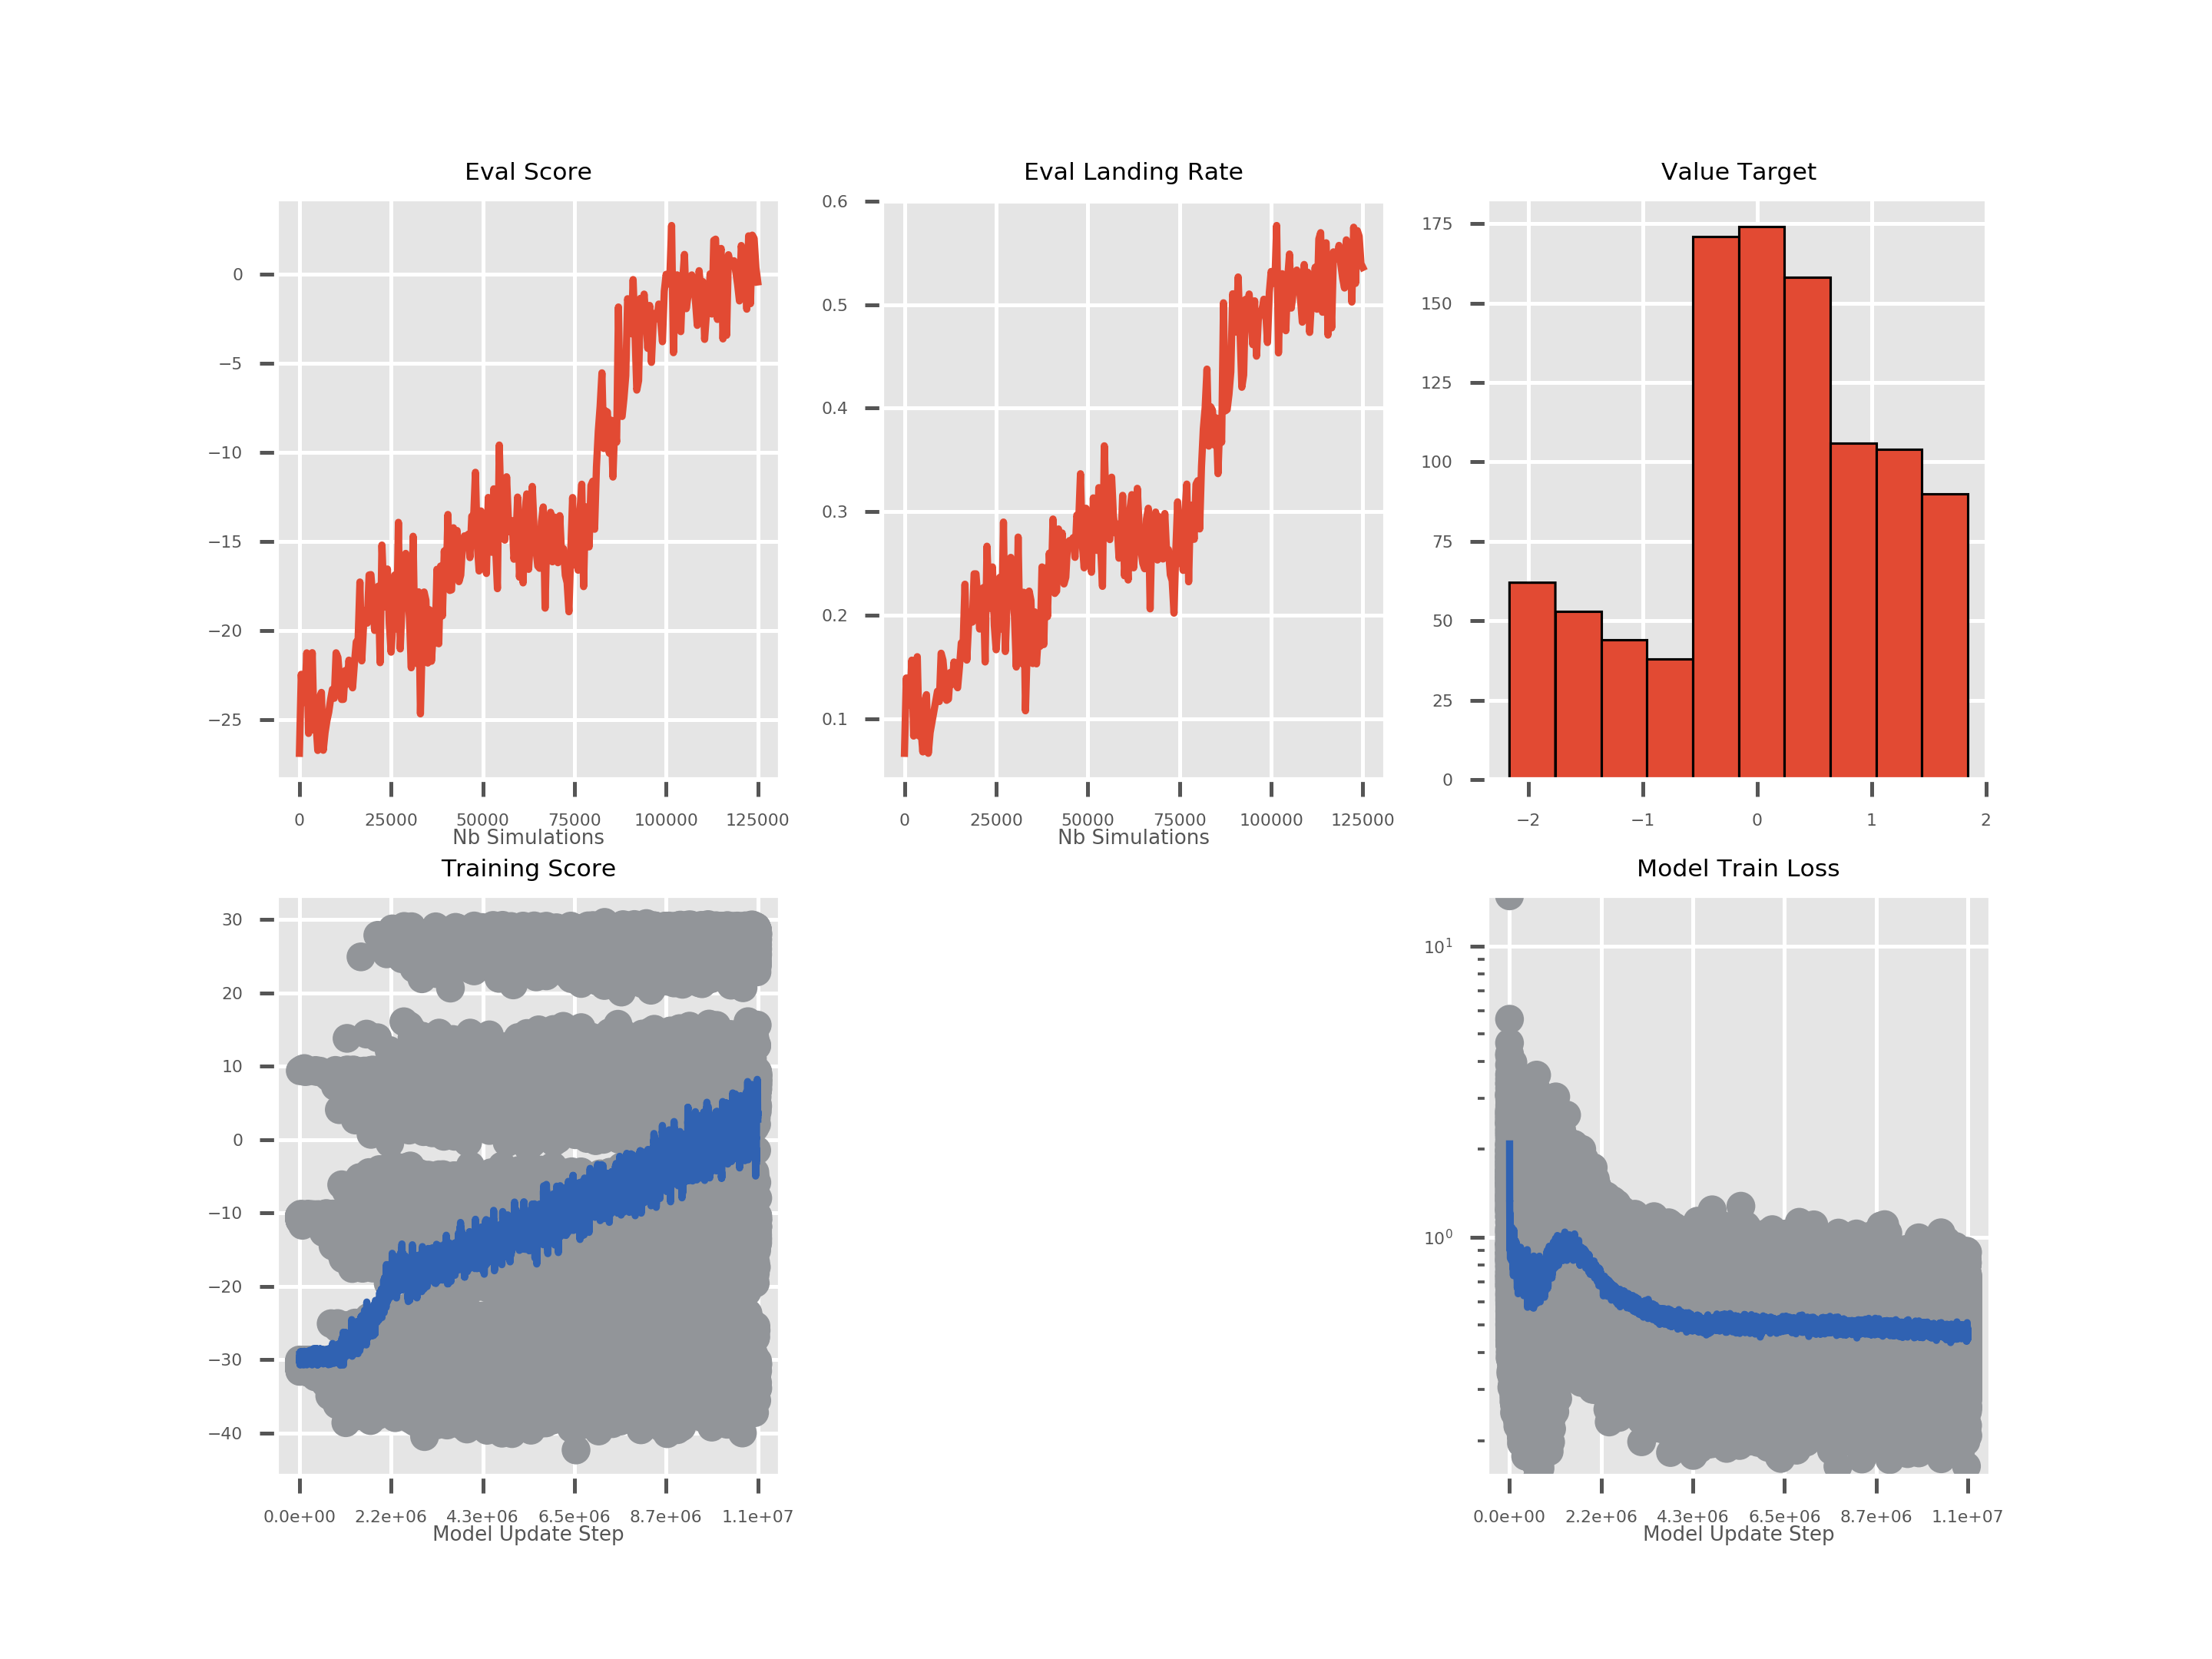 Eval Score
0
−5
−10
−15
−20
−25
0 25000 50000 75000 100000 125000
Nb Simulations
Eval Landing Rate
0.6
0.5
0.4
0.3
0.2
0.1
0 25000 50000 75000 100000 125000
Nb Simulations
Value Target
175
150
125
100
75
50
25
0
−2 −1 0 1 2
Training Score
30
20
10
0
−10
−20
−30
−40
0.0e+00 2.2e+06 4.3e+06 6.5e+06 8.7e+06 1.1e+07
Model Update Step
Model Train Loss
10¹
10⁰
0.0e+00 2.2e+06 4.3e+06 6.5e+06 8.7e+06 1.1e+07
Model Update Step